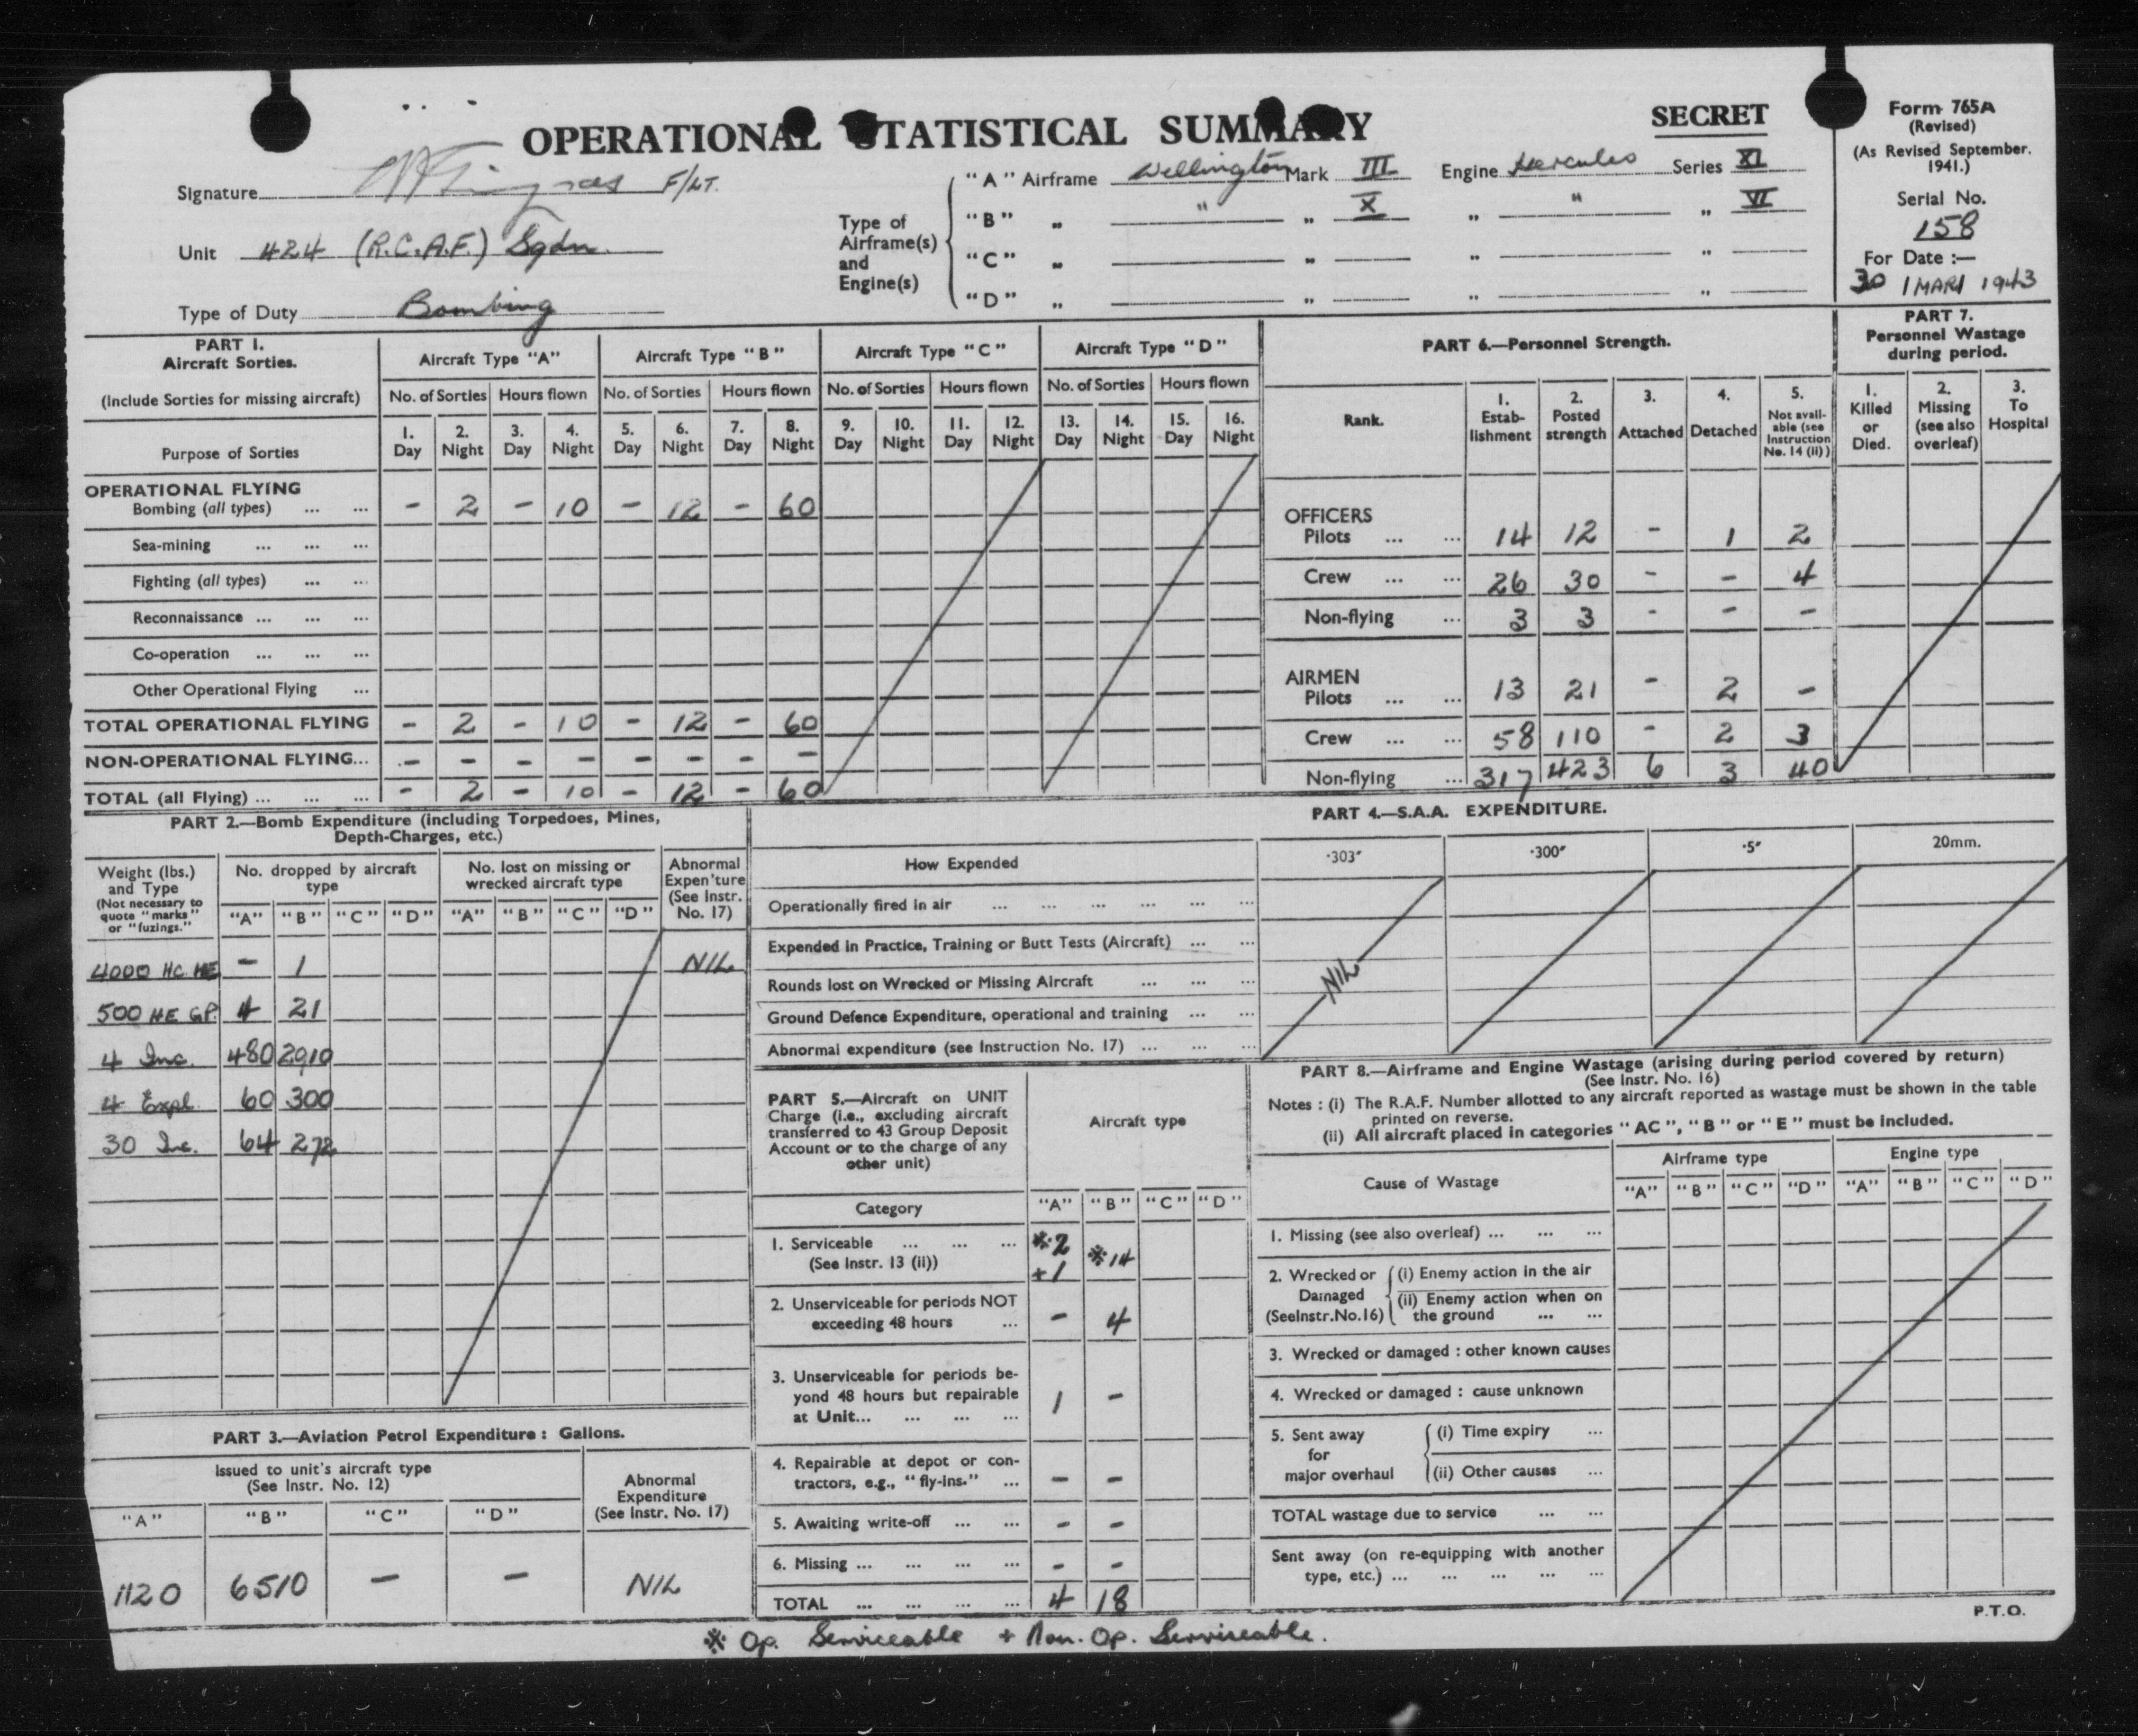 OPERATIONAL STATISTICAL SUMMARY
SECRET
Form 765A
(Revised)
(As Revised September. 1941.)
Serial No.
158
For Date :—
30 MAR 1943
Signature F/LT.
Unit 424 (R.C.A.F.) Sqdn.
Type of Duty Bombing
Type of Airframe(s) and Engine(s)
"A" Airframe Wellington Mark III Engine Hercules Series XI
"B" " " " X " " " VI
"C" " " " "
"D" " " " "
PART I.
Aircraft Sorties.
(Include Sorties for missing aircraft)
Purpose of Sorties
Aircraft Type "A" Aircraft Type "B" Aircraft Type "C" Aircraft Type "D"
No. of Sorties Hours flown No. of Sorties Hours flown No. of Sorties Hours flown No. of Sorties Hours flown
1. Day 2. Night 3. Day 4. Night 5. Day 6. Night 7. Day 8. Night 9. Day 10. Night 11. Day 12. Night 13. Day 14. Night 15. Day 16. Night
OPERATIONAL FLYING
Bombing (all types) ... ... - 2 - 10 - 12 - 60
Sea-mining ... ... ...
Fighting (all types) ... ...
Reconnaissance ... ... ...
Co-operation ... ... ...
Other Operational Flying ...
TOTAL OPERATIONAL FLYING - 2 - 10 - 12 - 60
NON-OPERATIONAL FLYING... - - - - - - - -
TOTAL (all Flying) ... ... ... - 2 - 10 - 12 - 60
PART 6.—Personnel Strength.
Rank. 1. Establishment 2. Posted strength 3. Attached 4. Detached 5. Not available (see Instruction No. 14 (ii))
OFFICERS
Pilots ... ... 14 12 - 1 2
Crew ... ... 26 30 - - 4
Non-flying ... 3 3 - - -
AIRMEN
Pilots ... ... 13 21 - 2 -
Crew ... ... 58 110 - 2 3
Non-flying ... 317 423 6 3 40
PART 7.
Personnel Wastage during period.
1. Killed or Died. 2. Missing (see also overleaf) 3. To Hospital
PART 2.—Bomb Expenditure (including Torpedoes, Mines,
Depth-Charges, etc.)
Weight (lbs.) and Type (Not necessary to quote "marks" or "fuzings.")
No. dropped by aircraft type
No. lost on missing or wrecked aircraft type
Abnormal Expen'ture (See Instr. No. 17)
"A" "B" "C" "D" "A" "B" "C" "D"
4000 HC HE - 1 NIL
500 HE GP. 4 21
4 Inc. 480 2910
4 Expl. 60 300
30 Inc. 64 272
PART 3.—Aviation Petrol Expenditure : Gallons.
Issued to unit's aircraft type
(See Instr. No. 12)
Abnormal Expenditure (See Instr. No. 17)
"A" "B" "C" "D"
1120 6510 - - NIL
PART 4.—S.A.A. EXPENDITURE.
How Expended ·303″ ·300″ ·5″ 20mm.
Operationally fired in air ... ... ... ... ... ...
Expended in Practice, Training or Butt Tests (Aircraft) ... ...
Rounds lost on Wrecked or Missing Aircraft ... ... ...
Ground Defence Expenditure, operational and training ... ...
Abnormal expenditure (see Instruction No. 17) ... ... ...
NIL
PART 5.—Aircraft on UNIT
Charge (i.e., excluding aircraft
transferred to 43 Group Deposit
Account or to the charge of any
other unit)
Aircraft type
Category "A" "B" "C" "D"
1. Serviceable ... ... ... ※2 ※14
(See Instr. 13 (ii)) +1
2. Unserviceable for periods NOT
exceeding 48 hours ... - 4
3. Unserviceable for periods be-
yond 48 hours but repairable
at Unit... ... ... ... 1 -
4. Repairable at depot or con-
tractors, e.g., "fly-ins." ... - -
5. Awaiting write-off ... ... - -
6. Missing ... ... ... ... - -
TOTAL ... ... ... ... 4 18
PART 8.—Airframe and Engine Wastage (arising during period covered by return)
(See Instr. No. 16)
Notes : (i) The R.A.F. Number allotted to any aircraft reported as wastage must be shown in the table
printed on reverse.
(ii) All aircraft placed in categories "AC", "B" or "E" must be included.
Cause of Wastage Airframe type Engine type
"A" "B" "C" "D" "A" "B" "C" "D"
1. Missing (see also overleaf) ... ... ...
2. Wrecked or Damaged (SeeInstr.No.16)
(i) Enemy action in the air
(ii) Enemy action when on
the ground ... ...
3. Wrecked or damaged : other known causes
4. Wrecked or damaged : cause unknown
5. Sent away for major overhaul
(i) Time expiry ...
(ii) Other causes ...
TOTAL wastage due to service ... ...
Sent away (on re-equipping with another
type, etc.) ... ... ... ... ...
P.T.O.
※ Op. Serviceable + Non. Op. Serviseable.